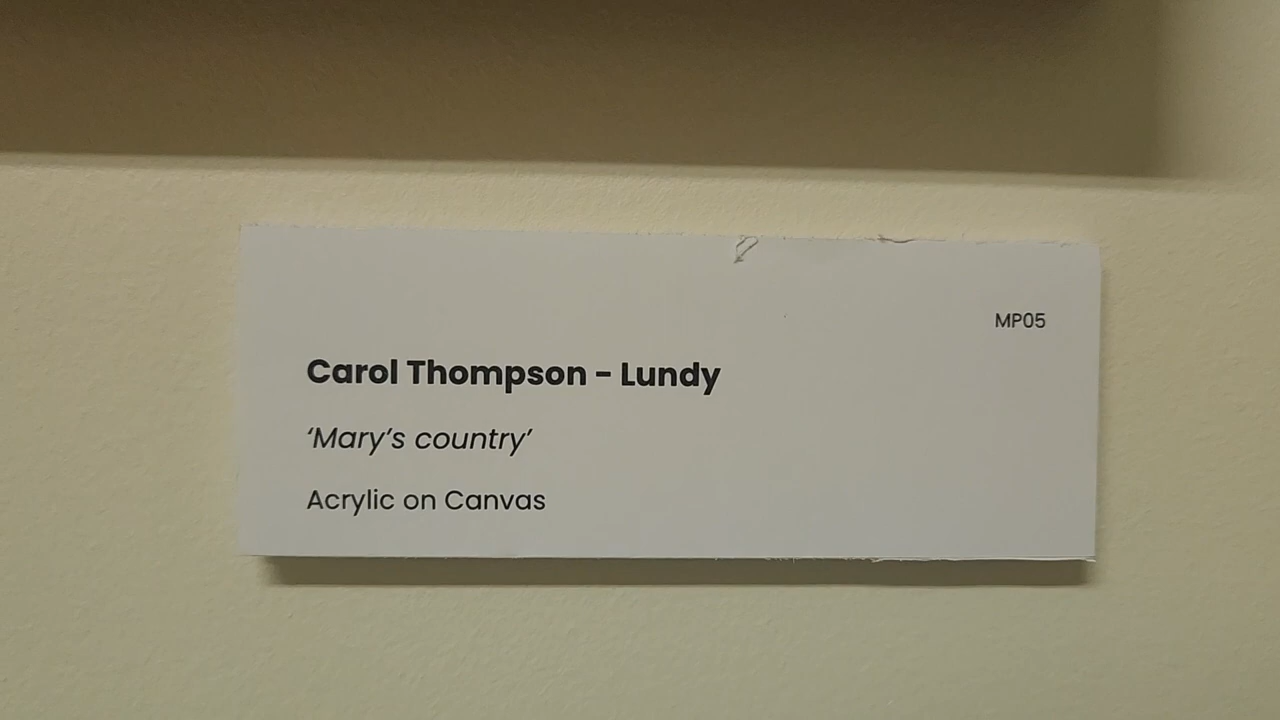 MP05
Carol Thompson - Lundy
‘Mary’s country’
Acrylic on Canvas